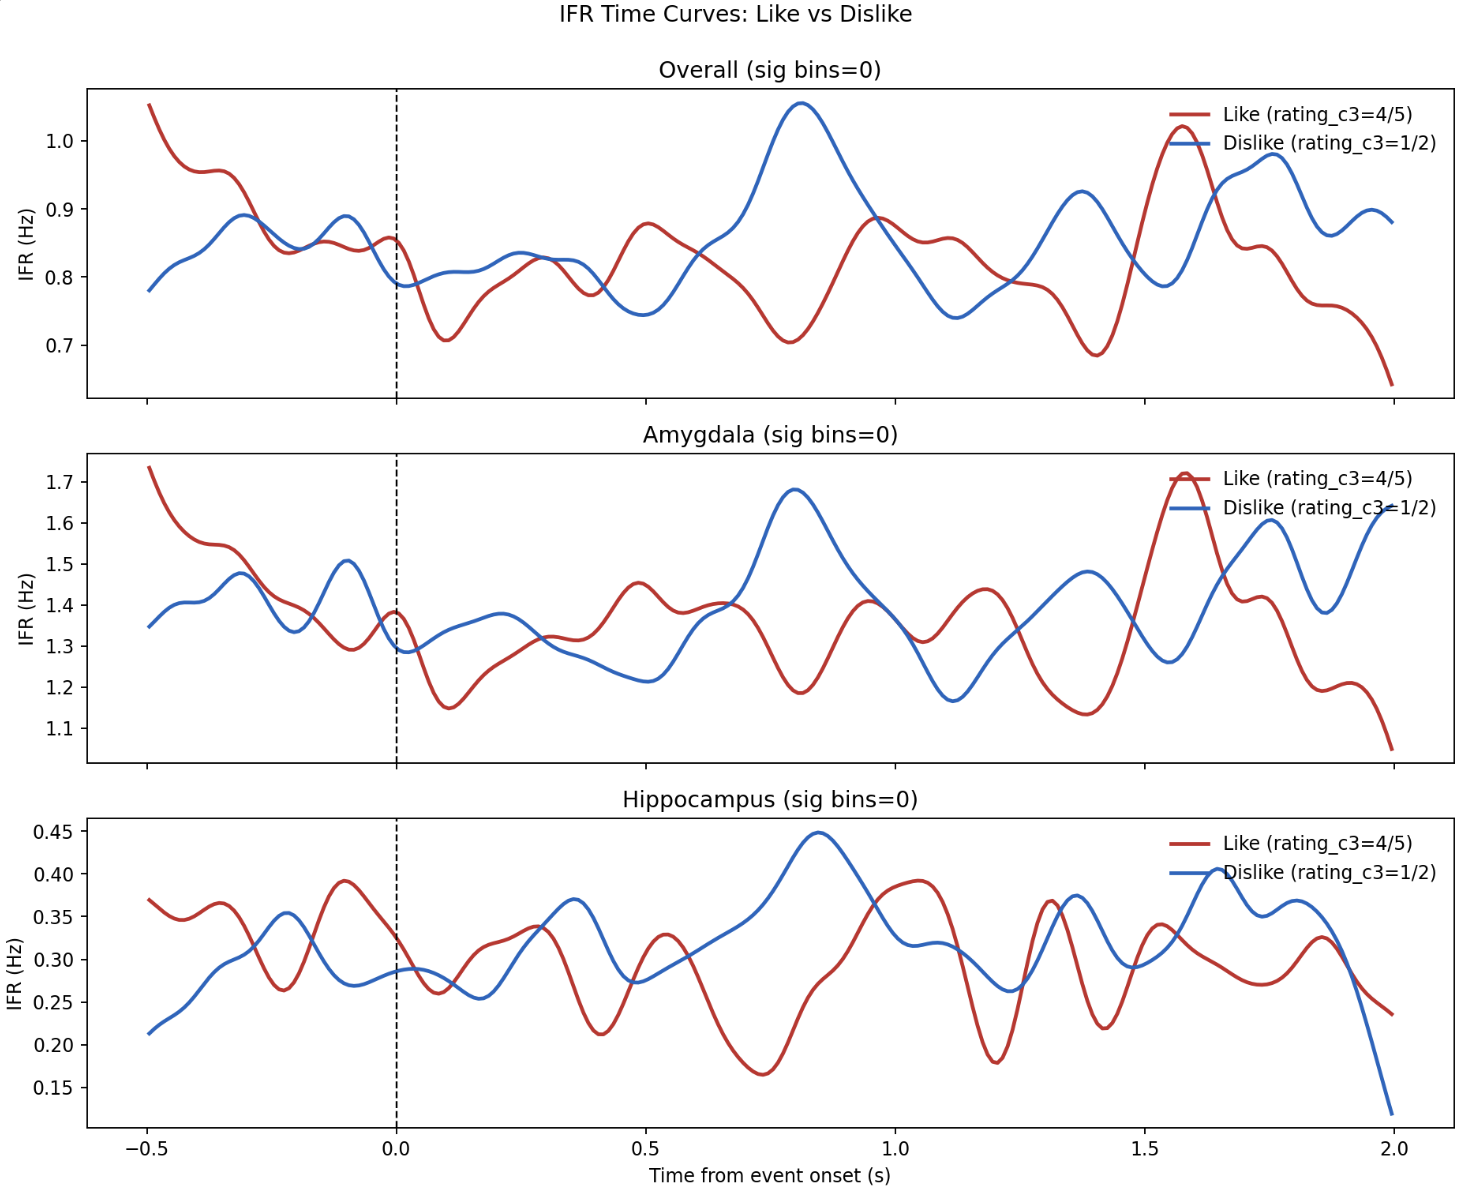 IFR Time Curves: Like vs Dislike
Overall (sig bins=0)
IFR (Hz)
1.0
0.9
0.8
0.7
Like (rating_c3=4/5)
Dislike (rating_c3=1/2)
Amygdala (sig bins=0)
IFR (Hz)
1.7
1.6
1.5
1.4
1.3
1.2
1.1
Like (rating_c3=4/5)
Dislike (rating_c3=1/2)
Hippocampus (sig bins=0)
IFR (Hz)
0.45
0.40
0.35
0.30
0.25
0.20
0.15
Like (rating_c3=4/5)
Dislike (rating_c3=1/2)
−0.5 0.0 0.5 1.0 1.5 2.0
Time from event onset (s)